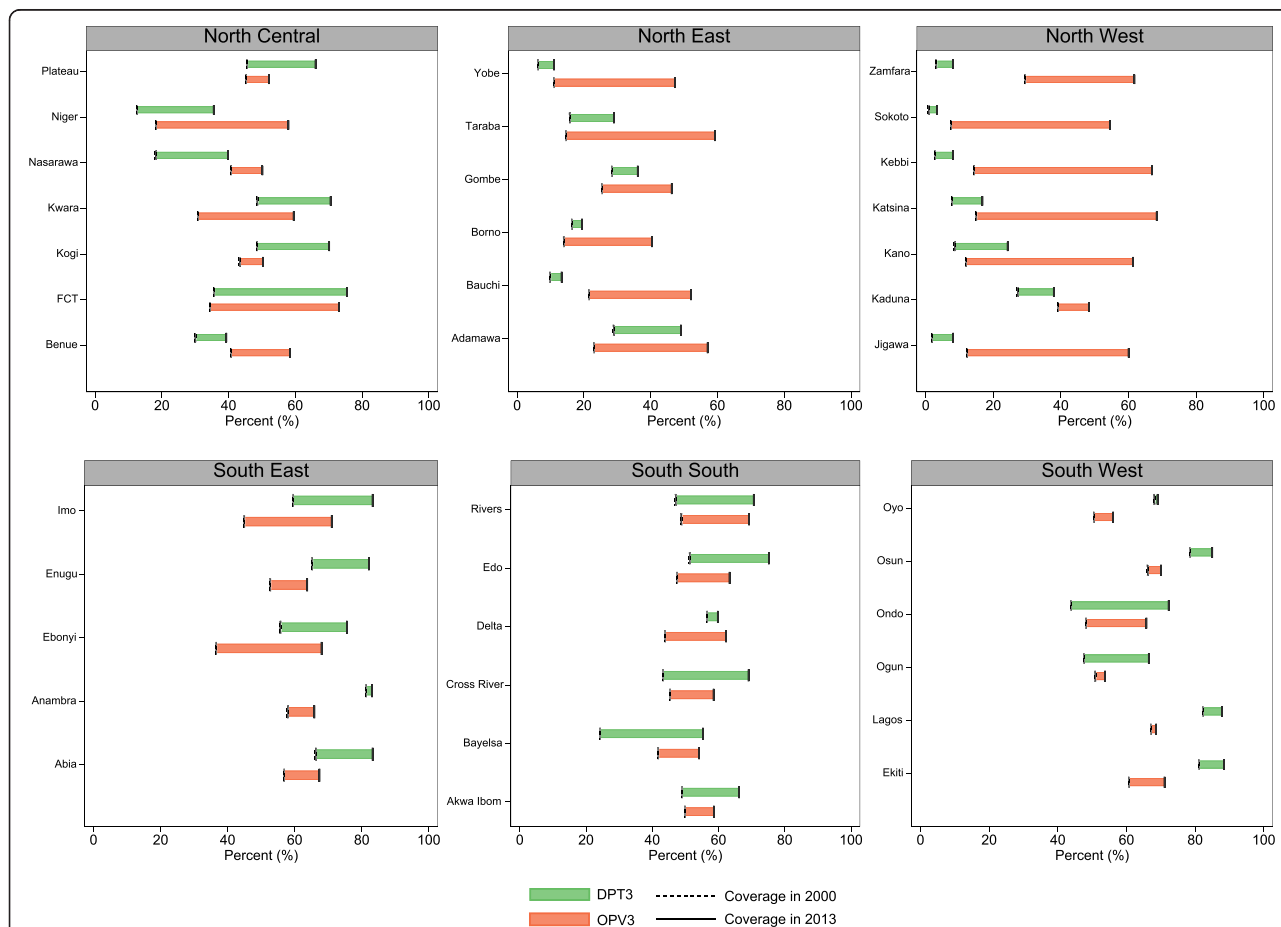 North Central
Plateau
Niger
Nasarawa
Kwara
Kogi
FCT
Benue
0 20 40 60 80 100
Percent (%)
North East
Yobe
Taraba
Gombe
Borno
Bauchi
Adamawa
0 20 40 60 80 100
Percent (%)
North West
Zamfara
Sokoto
Kebbi
Katsina
Kano
Kaduna
Jigawa
0 20 40 60 80 100
Percent (%)
South East
Imo
Enugu
Ebonyi
Anambra
Abia
0 20 40 60 80 100
Percent (%)
South South
Rivers
Edo
Delta
Cross River
Bayelsa
Akwa Ibom
0 20 40 60 80 100
Percent (%)
South West
Oyo
Osun
Ondo
Ogun
Lagos
Ekiti
0 20 40 60 80 100
Percent (%)
DPT3 Coverage in 2000
OPV3 Coverage in 2013